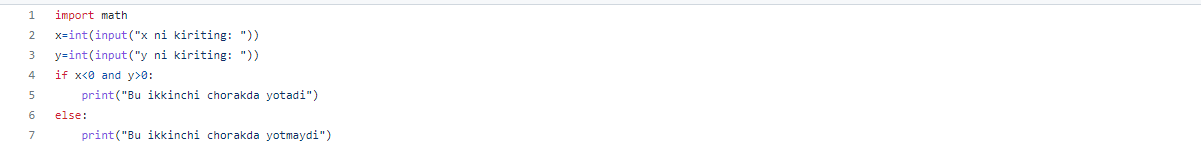 1 import math
2 x=int(input("x ni kiriting: "))
3 y=int(input("y ni kiriting: "))
4 if x<0 and y>0:
5     print("Bu ikkinchi chorakda yotadi")
6 else:
7     print("Bu ikkinchi chorakda yotmaydi")